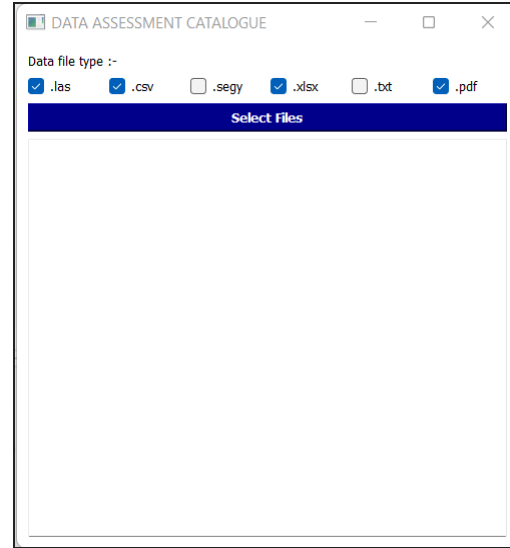 DATA ASSESSMENT CATALOGUE
Data file type :-
.las .csv .segy .xlsx .txt .pdf
Select Files